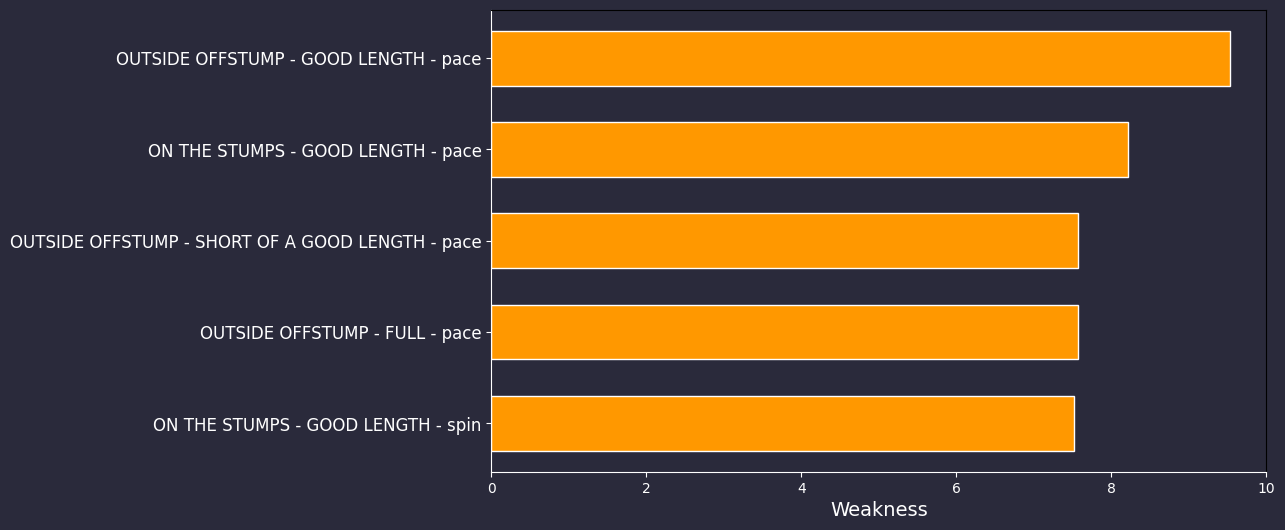 OUTSIDE OFFSTUMP - GOOD LENGTH - pace
ON THE STUMPS - GOOD LENGTH - pace
OUTSIDE OFFSTUMP - SHORT OF A GOOD LENGTH - pace
OUTSIDE OFFSTUMP - FULL - pace
ON THE STUMPS - GOOD LENGTH - spin
0 2 4 6 8 10
Weakness